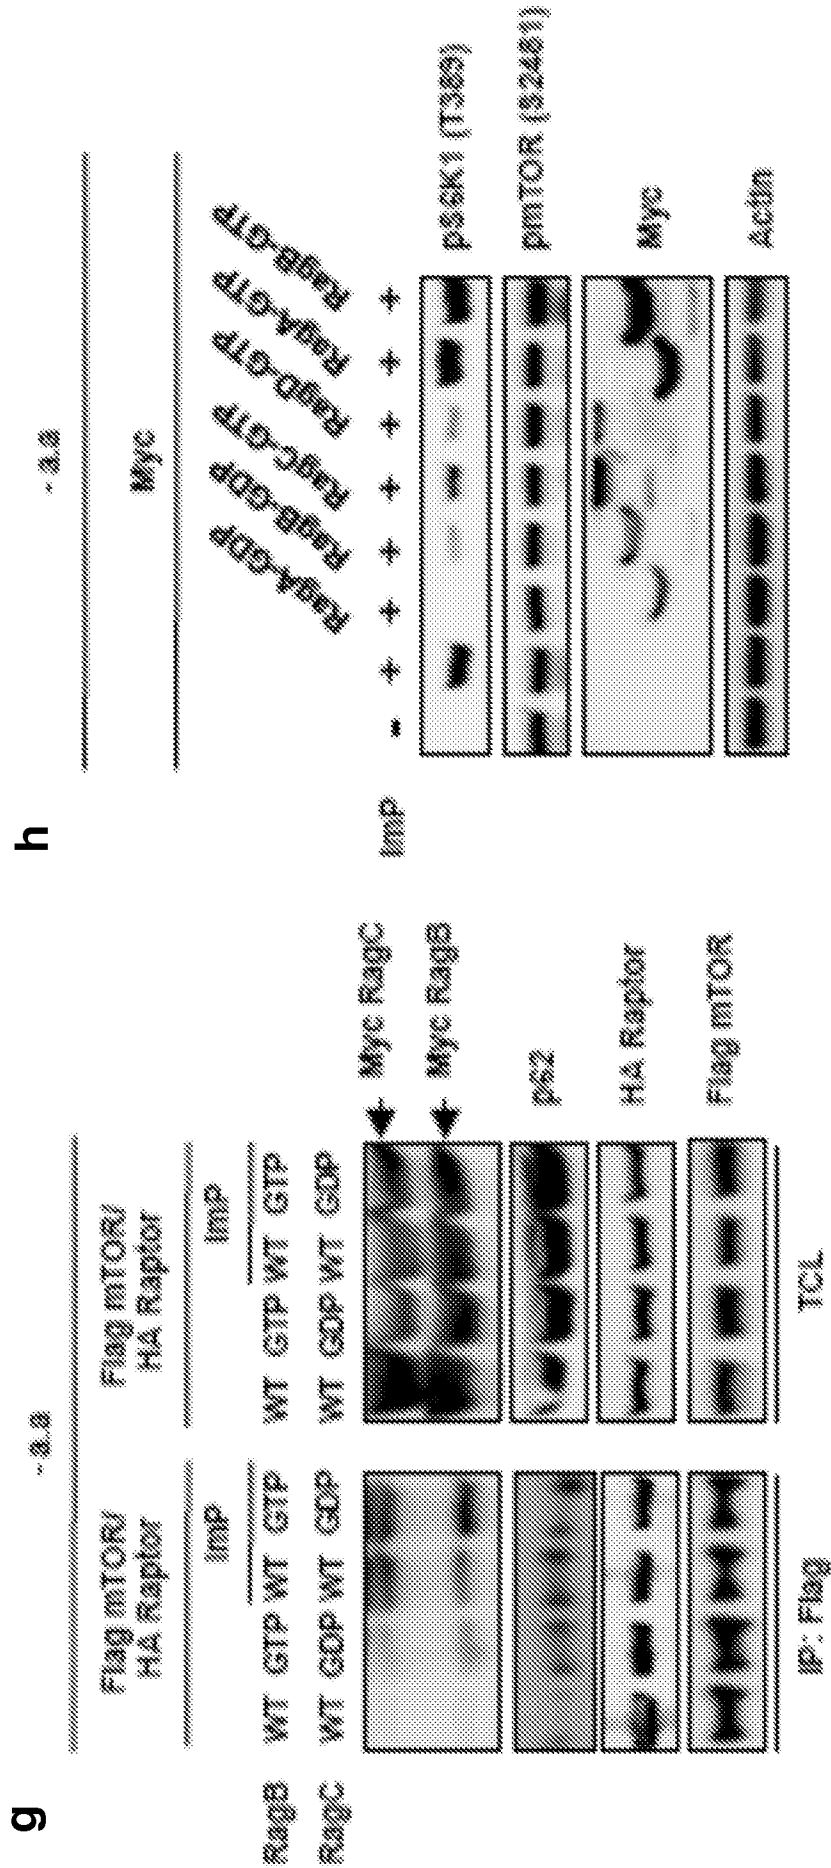 g
- a.a
Flag mTOR/
HA Raptor
Flag mTOR/
HA Raptor
ImP
ImP
RagB WT GTP WT GTP WT GTP WT GTP
RagC WT GDP WT GDP WT GDP WT GDP
Myc RagC
Myc RagB
p62
HA Raptor
Flag mTOR
IP: Flag
TCL
h
- a.a
Myc
RagA-GDP
RagB-GDP
RagC-GTP
RagD-GTP
RagA-GTP
RagB-GTP
ImP - + + + + + + +
pS6K1 (T389)
pmTOR (S2481)
Myc
Actin